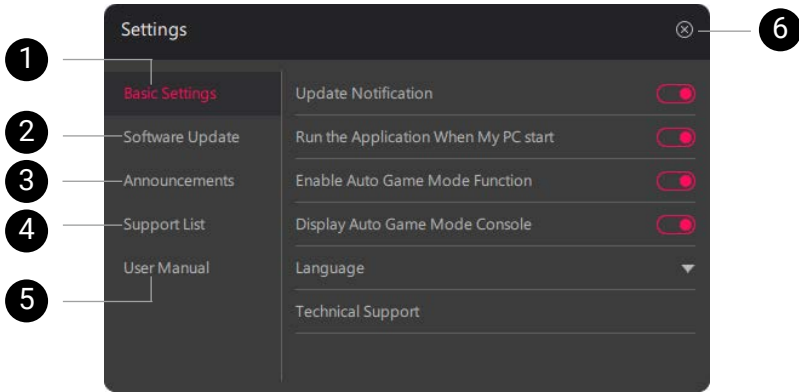 Settings
6
1
Basic Settings
Update Notification
2
Software Update
Run the Application When My PC start
3
Announcements
Enable Auto Game Mode Function
4
Support List
Display Auto Game Mode Console
User Manual
Language
5
Technical Support